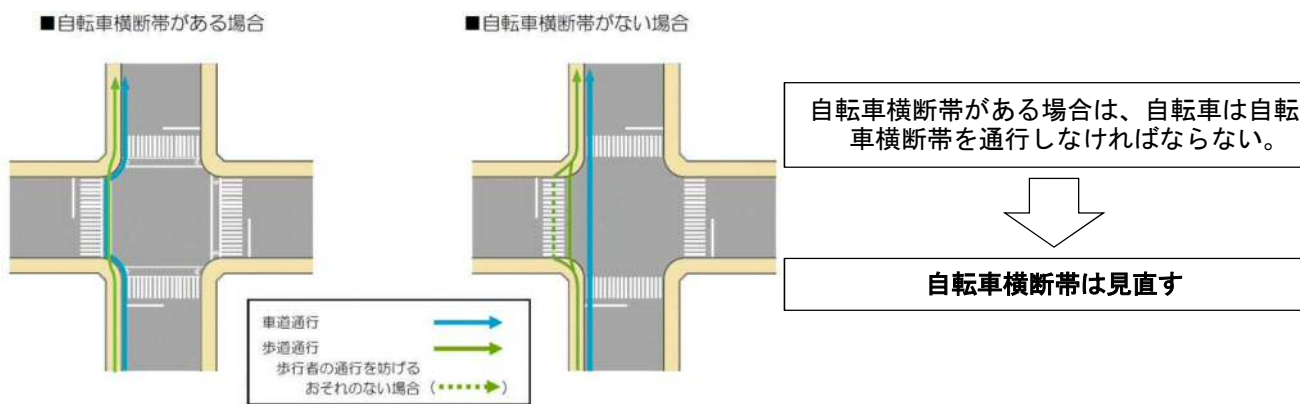 ■自転車横断帯がある場合
■自転車横断帯がない場合
自転車横断帯がある場合は、自転車は自転
車横断帯を通行しなければならない。
自転車横断帯は見直す
車道通行
歩道通行
歩行者の通行を妨げる
おそれのない場合 ( )